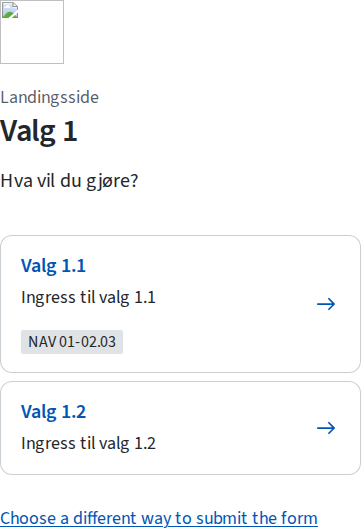 Landingsside
Valg 1
Hva vil du gjøre?
Valg 1.1
Ingress til valg 1.1
NAV 01-02.03
Valg 1.2
Ingress til valg 1.2
Choose a different way to submit the form